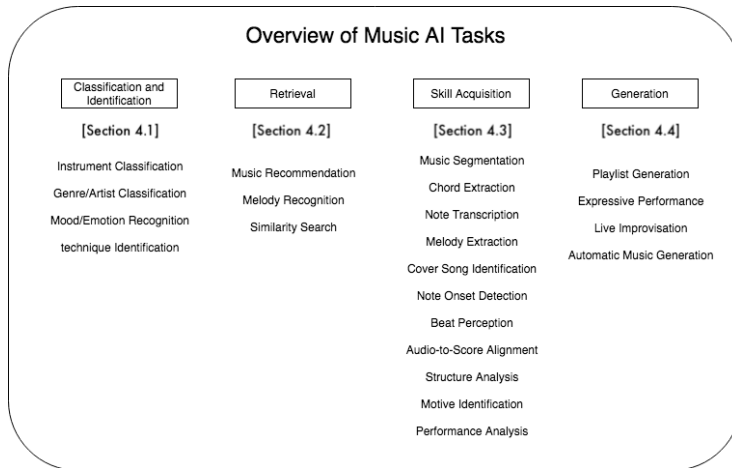 Overview of Music AI Tasks
Classification and
Identification
[Section 4.1]
Instrument Classification
Genre/Artist Classification
Mood/Emotion Recognition
technique Identification
Retrieval
[Section 4.2]
Music Recommendation
Melody Recognition
Similarity Search
Skill Acquisition
[Section 4.3]
Music Segmentation
Chord Extraction
Note Transcription
Melody Extraction
Cover Song Identification
Note Onset Detection
Beat Perception
Audio-to-Score Alignment
Structure Analysis
Motive Identification
Performance Analysis
Generation
[Section 4.4]
Playlist Generation
Expressive Performance
Live Improvisation
Automatic Music Generation